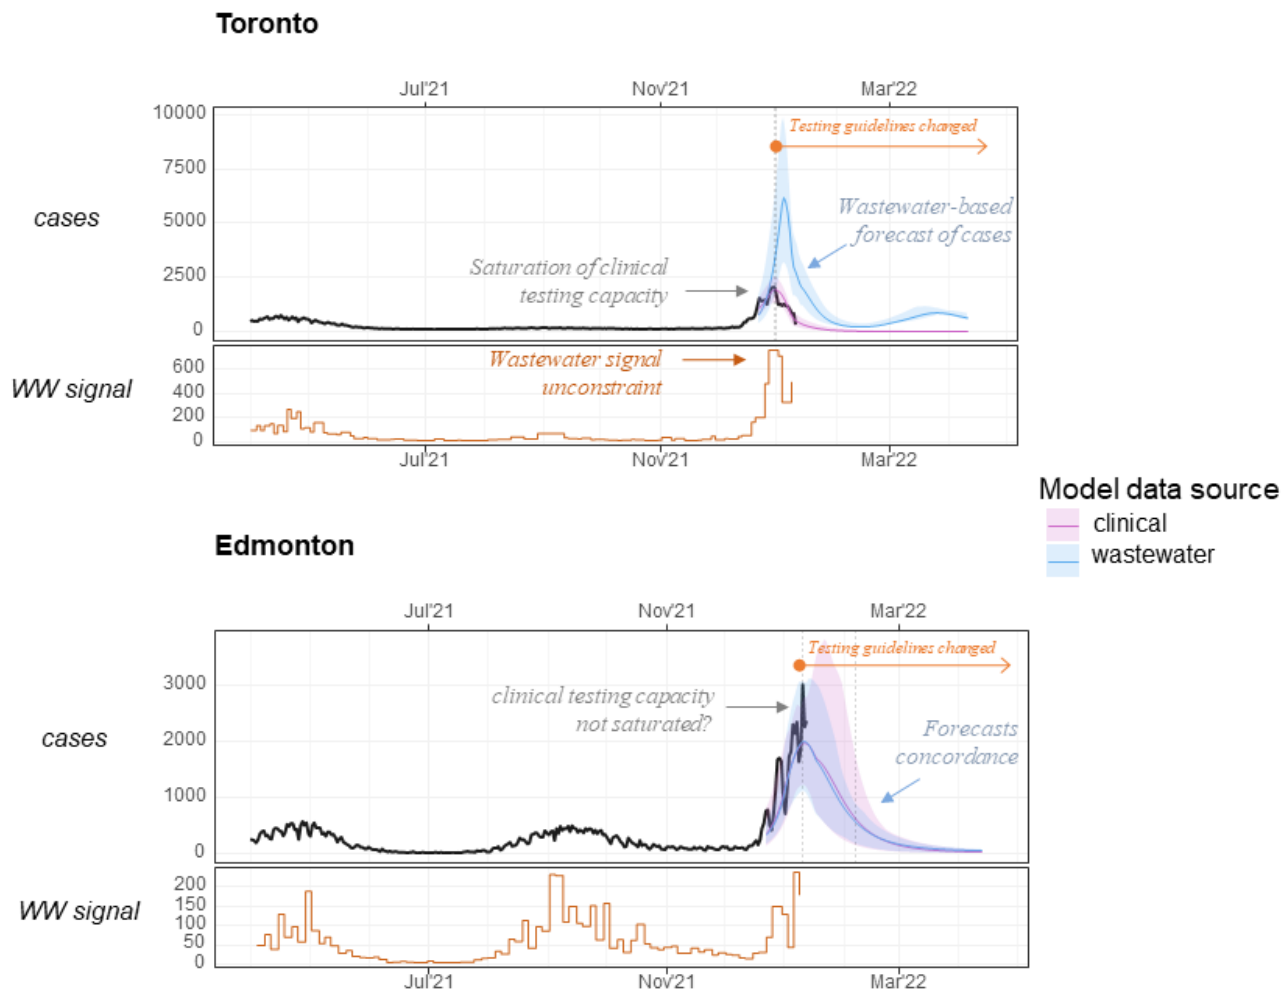 Toronto
Jul'21 Nov'21 Mar'22
10000
Testing guidelines changed
7500
Wastewater-based
forecast of cases
cases
5000
Saturation of clinical
testing capacity
2500
0
Wastewater signal
unconstraint
WW signal
600
400
200
0
Jul'21 Nov'21 Mar'22
Model data source
clinical
wastewater
Edmonton
Jul'21 Nov'21 Mar'22
Testing guidelines changed
3000
clinical testing capacity
not saturated?
Forecasts
concordance
cases
2000
1000
0
WW signal
200
150
100
50
0
Jul'21 Nov'21 Mar'22